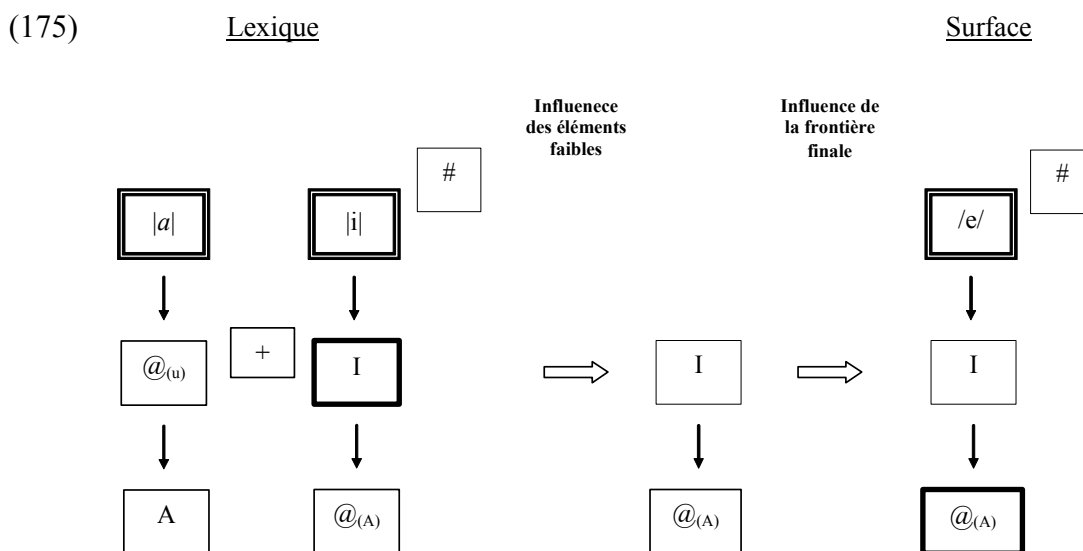 (175) Lexique Surface
Influenece
des éléments
faibles
Influence de
la frontière
finale
# #
|a| |i| /e/
@(u) + I I I
A @(A) @(A) @(A)